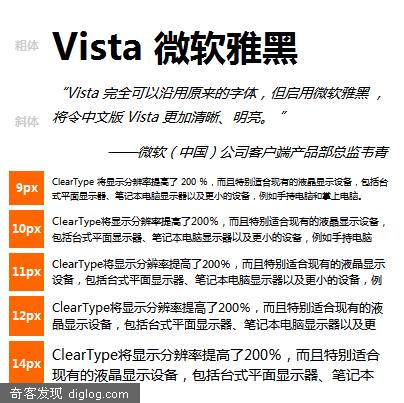 粗体
Vista 微软雅黑
斜体
“Vista 完全可以沿用原来的字体，但启用微软雅黑，
将令中文版 Vista 更加清晰、明亮。”
——微软（中国）公司客户端产品部总监韦青
9px
ClearType 将显示分辨率提高了 200 %，而且特别适合现有的液晶显示设备，包括台
式平面显示器、笔记本电脑显示器以及更小的设备，例如手持电脑和掌上电脑。
10px
ClearType将显示分辨率提高了200%，而且特别适合现有的液晶显示设备，
包括台式平面显示器、笔记本电脑显示器以及更小的设备，例如手持电脑
11px
ClearType将显示分辨率提高了200%，而且特别适合现有的液晶显示设
备，包括台式平面显示器、笔记本电脑显示器以及更小的设备，例
12px
ClearType将显示分辨率提高了200%，而且特别适合现有的液
晶显示设备，包括台式平面显示器、笔记本电脑显示器以及更
14px
ClearType将显示分辨率提高了200%，而且特别适合
现有的液晶显示设备，包括台式平面显示器、笔记本
奇客发现 diglog.com